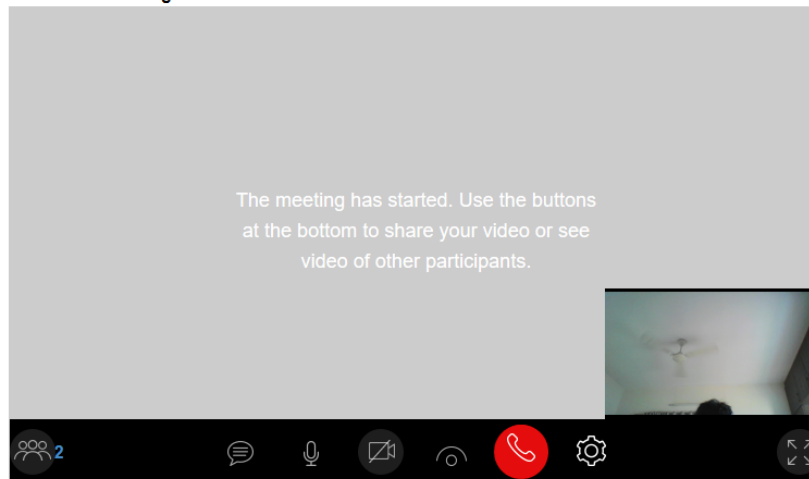 The meeting has started. Use the buttons
at the bottom to share your video or see
video of other participants.
2